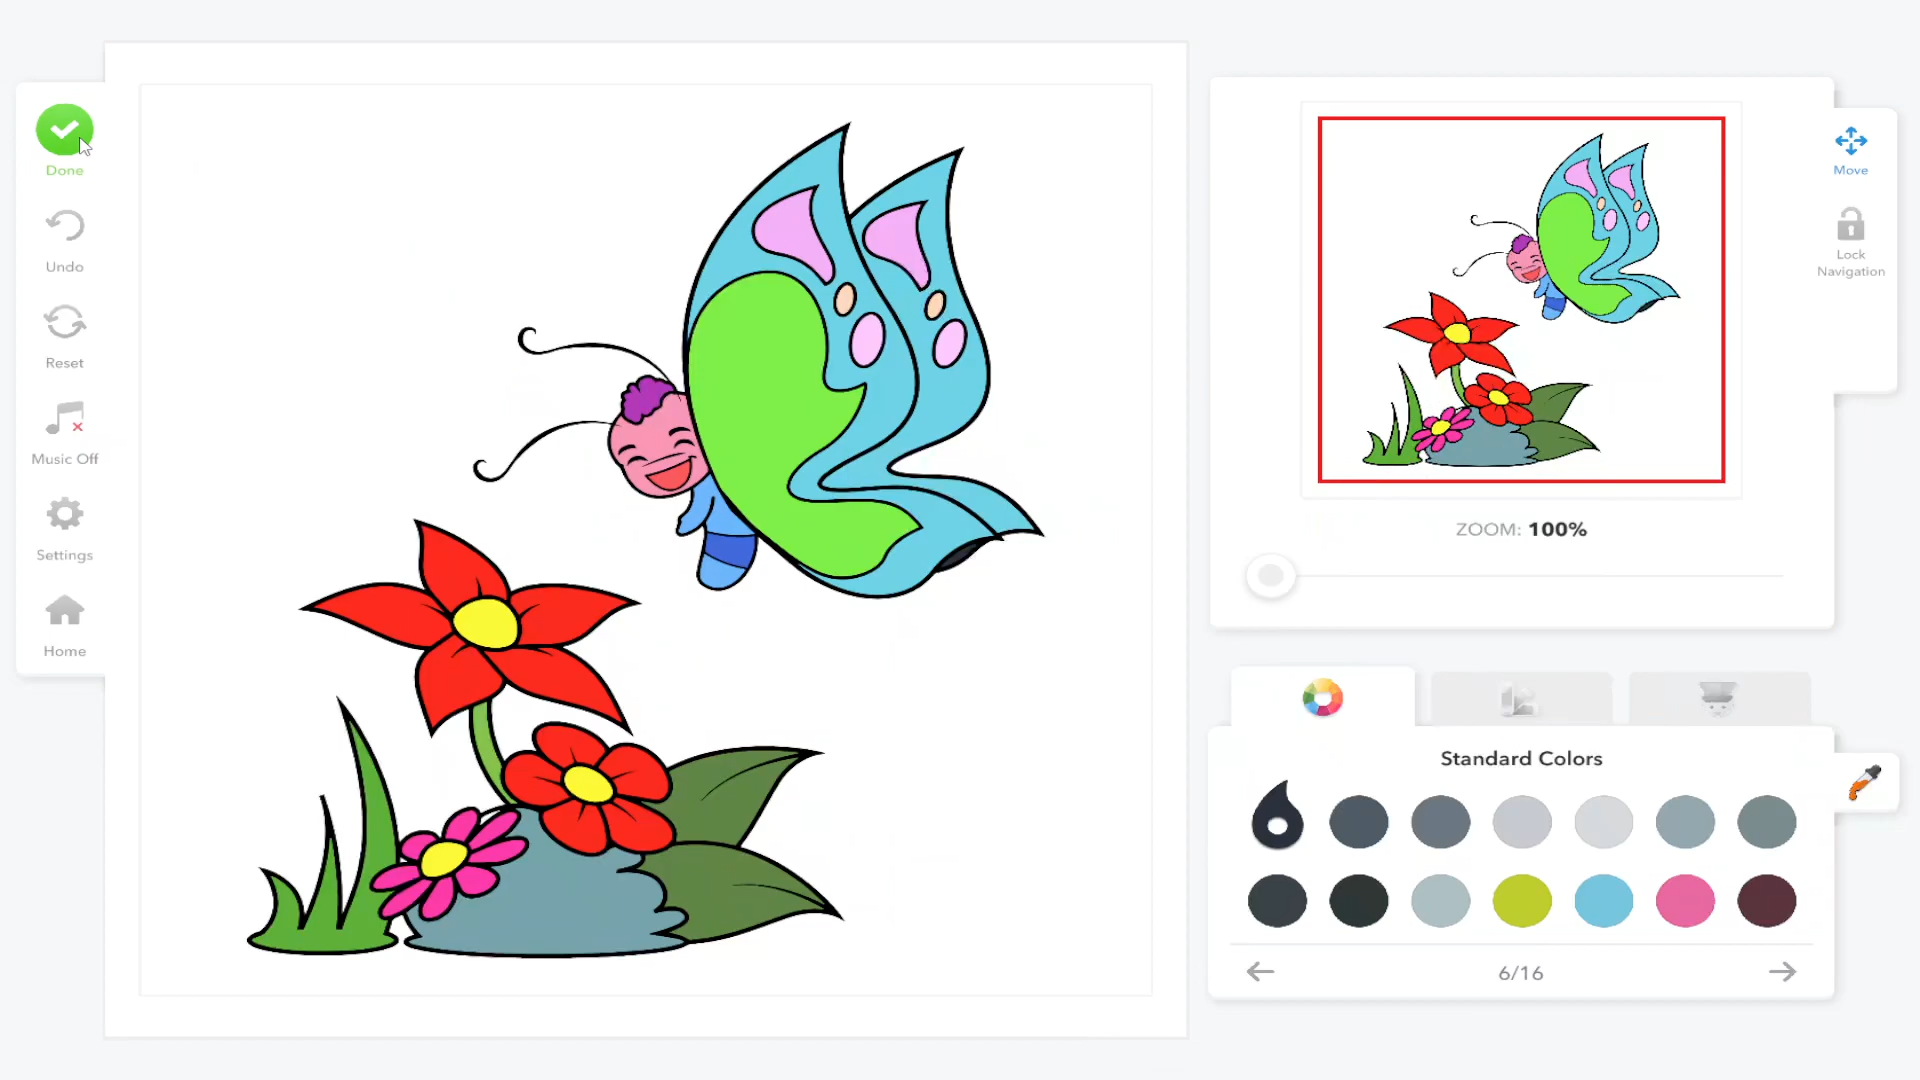 Done
Undo
Reset
Music Off
Settings
Home
Move
Lock
Navigation
ZOOM: 100%
Standard Colors
6/16